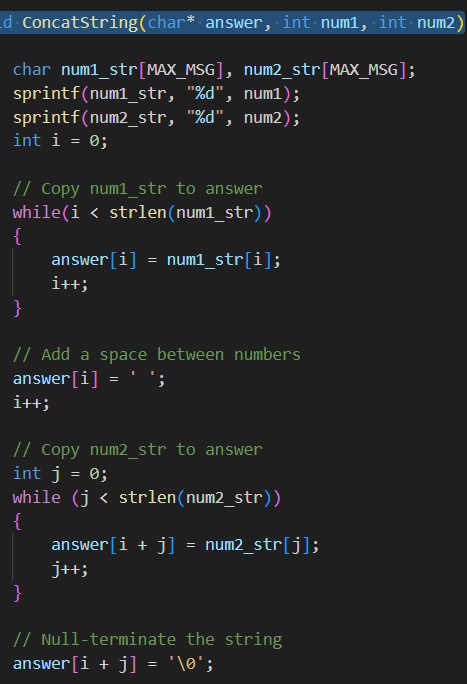 ConcatString(char* answer, int num1, int num2)
char num1_str[MAX_MSG], num2_str[MAX_MSG];
sprintf(num1_str, "%d", num1);
sprintf(num2_str, "%d", num2);
int i = 0;
// Copy num1_str to answer
while(i < strlen(num1_str))
{
answer[i] = num1_str[i];
i++;
}
// Add a space between numbers
answer[i] = ' ';
i++;
// Copy num2_str to answer
int j = 0;
while (j < strlen(num2_str))
{
answer[i + j] = num2_str[j];
j++;
}
// Null-terminate the string
answer[i + j] = '\0';